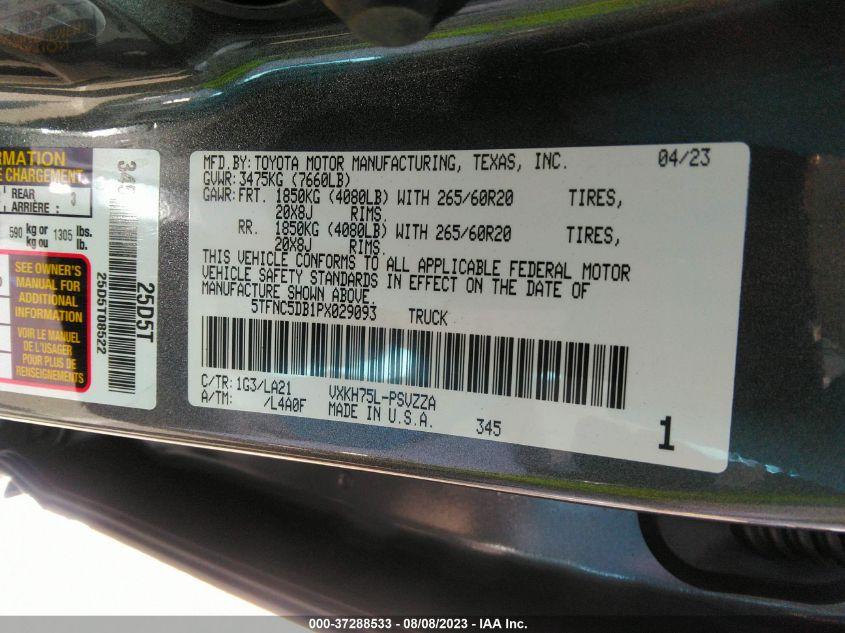 RMATION
E CHARGEMENT
REAR
ARRIÈRE :
3
590 kg or 1305 lbs.
kg ou lb.
SEE OWNER'S
MANUAL FOR
ADDITIONAL
INFORMATION
VOIR LE MANUEL
DE L'USAGER
POUR PLUS DE
RENSEIGNEMENTS
345
25D5T08522
25D5T
MFD.BY:TOYOTA MOTOR MANUFACTURING, TEXAS, INC. 04/23
GVWR:3475KG (7660LB)
GAWR:FRT. 1850KG (4080LB) WITH 265/60R20 TIRES,
20X8J RIMS.
RR. 1850KG (4080LB) WITH 265/60R20 TIRES,
20X8J RIMS.
THIS VEHICLE CONFORMS TO ALL APPLICABLE FEDERAL MOTOR
VEHICLE SAFETY STANDARDS IN EFFECT ON THE DATE OF
MANUFACTURE SHOWN ABOVE.
5TFNC5DB1PX029093 TRUCK
C/TR:1G3/LA21 VXKH75L-PSVZZA
A/TM: /L4A0F MADE IN U.S.A. 345 1
000-37288533 - 08/08/2023 - IAA Inc.